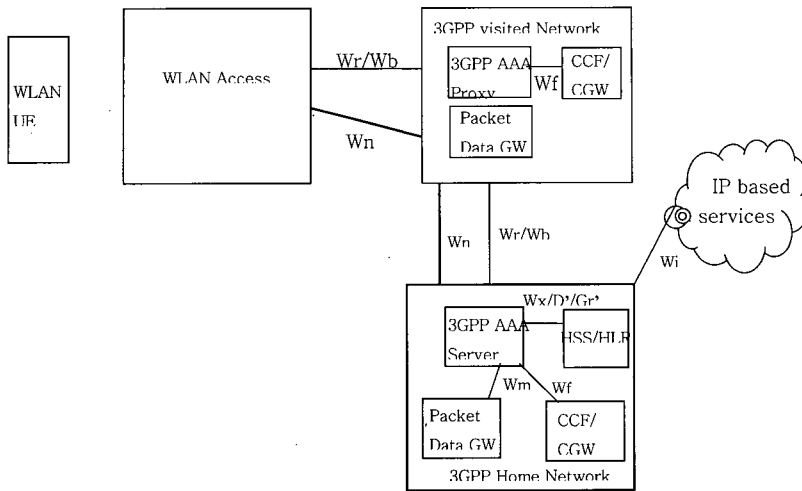 3GPP visited Network
WLAN
UE
WLAN Access
Wr/Wb
Wn
3GPP AAA
Proxy
Wf
CCF/
CGW
Packet
Data GW
IP based
services
Wn
Wr/Wb
Wi
Wx/D'/Gr'
3GPP AAA
Server
HSS/HLR
Wm
Wf
Packet
Data GW
CCF/
CGW
3GPP Home Network